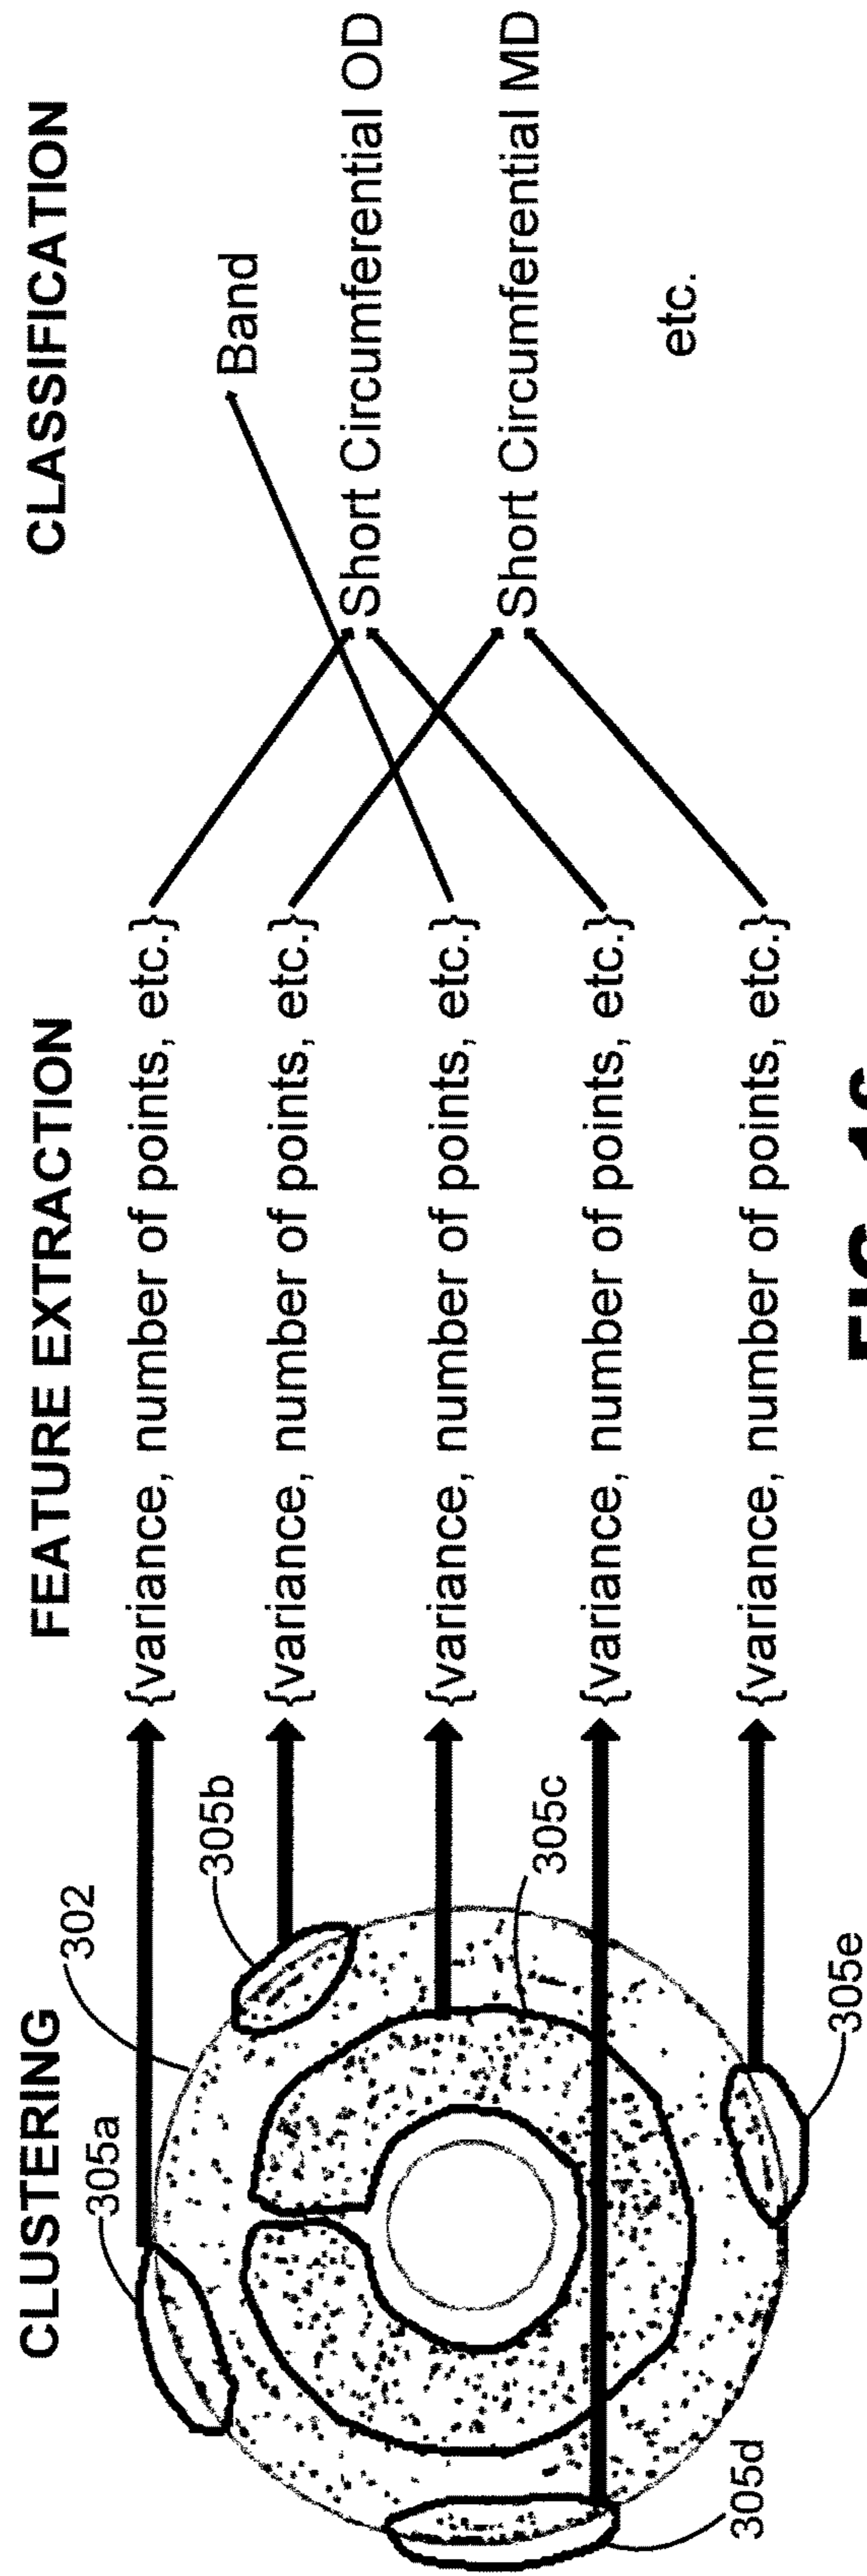 CLUSTERING
FEATURE EXTRACTION
CLASSIFICATION
302
305a
305b
305c
305d
305e
{variance, number of points, etc.}
{variance, number of points, etc.}
{variance, number of points, etc.}
{variance, number of points, etc.}
{variance, number of points, etc.}
Band
Short Circumferential OD
Short Circumferential MD
etc.